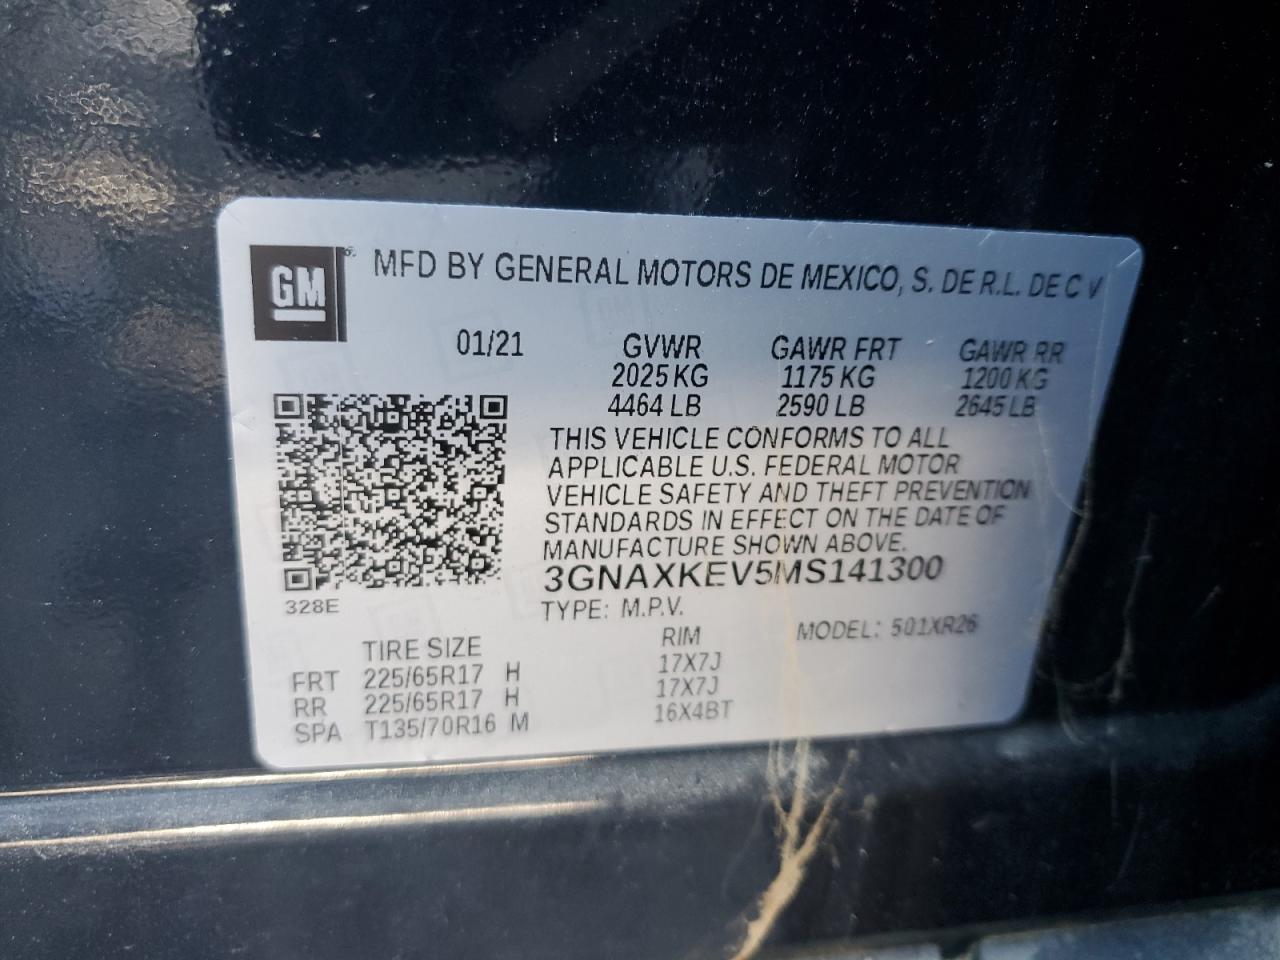 GM
MFD BY GENERAL MOTORS DE MEXICO, S. DE R.L. DE C V
01/21 GVWR GAWR FRT GAWR RR
2025 KG 1175 KG 1200 KG
4464 LB 2590 LB 2645 LB
THIS VEHICLE CONFORMS TO ALL
APPLICABLE U.S. FEDERAL MOTOR
VEHICLE SAFETY AND THEFT PREVENTION
STANDARDS IN EFFECT ON THE DATE OF
MANUFACTURE SHOWN ABOVE.
3GNAXKEV5MS141300
328E
TYPE: M.P.V. MODEL: 501XR26
TIRE SIZE RIM
FRT 225/65R17 H 17X7J
RR 225/65R17 H 17X7J
SPA T135/70R16 M 16X4BT